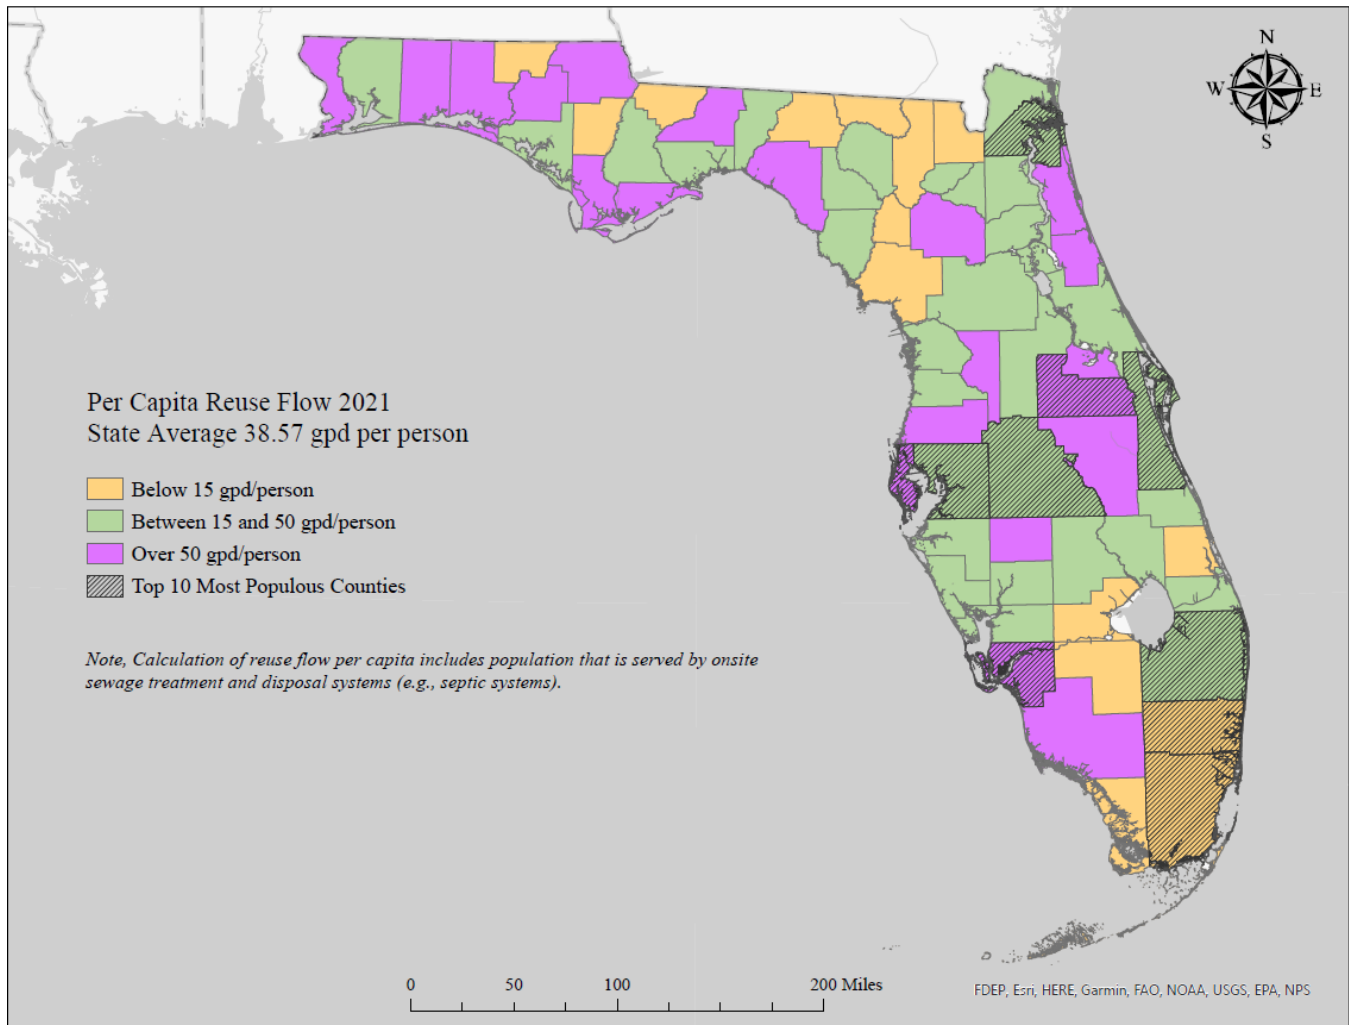 N
W E
S
Per Capita Reuse Flow 2021
State Average 38.57 gpd per person
Below 15 gpd/person
Between 15 and 50 gpd/person
Over 50 gpd/person
Top 10 Most Populous Counties
Note, Calculation of reuse flow per capita includes population that is served by onsite
sewage treatment and disposal systems (e.g., septic systems).
0 50 100 200 Miles
FDEP, Esri, HERE, Garmin, FAO, NOAA, USGS, EPA, NPS